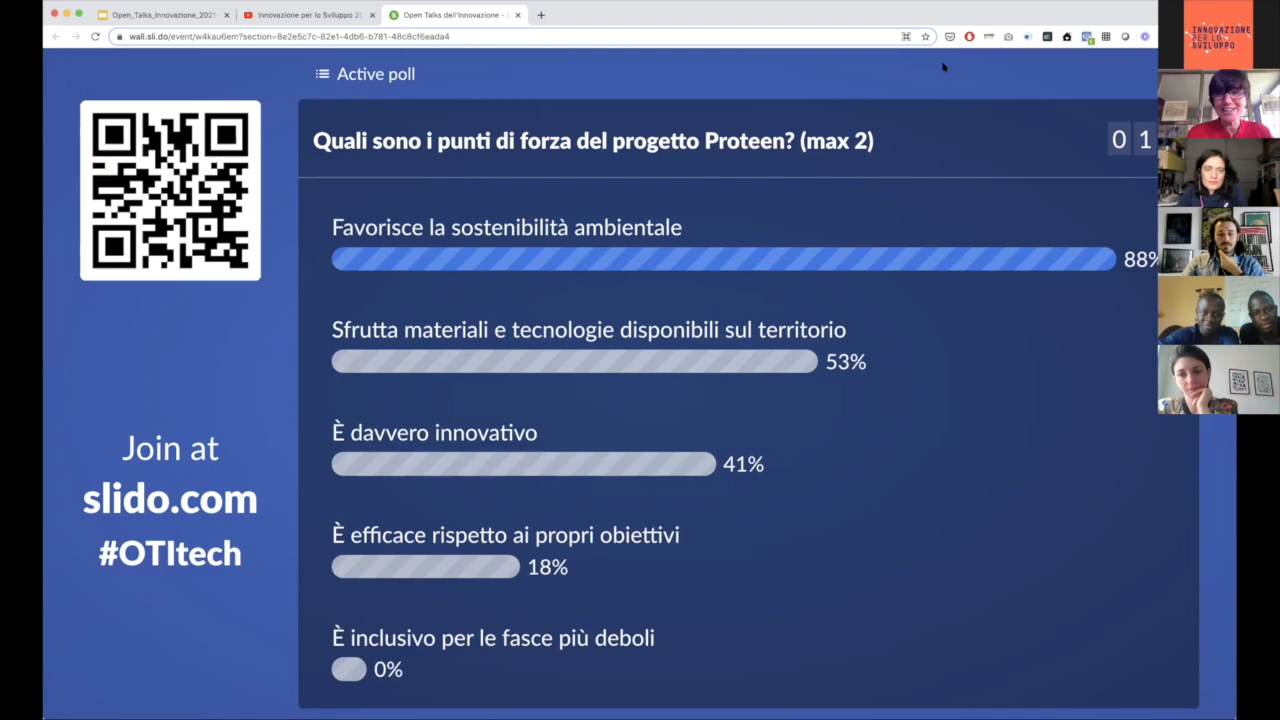 Open_Talks_Innovazione_2021
Innovazione per lo Sviluppo 2
Open Talks dell'Innovazione -
wall.sli.do/event/w4kau6em?section=8e2e5c7c-82e1-4db6-b781-48c8cf6eada4
INNOVAZIONE
PER LO
SVILUPPO
Active poll
Quali sono i punti di forza del progetto Proteen? (max 2)
0 1
Favorisce la sostenibilità ambientale
88%
Sfrutta materiali e tecnologie disponibili sul territorio
53%
È davvero innovativo
41%
È efficace rispetto ai propri obiettivi
18%
È inclusivo per le fasce più deboli
0%
Join at
slido.com
#OTItech